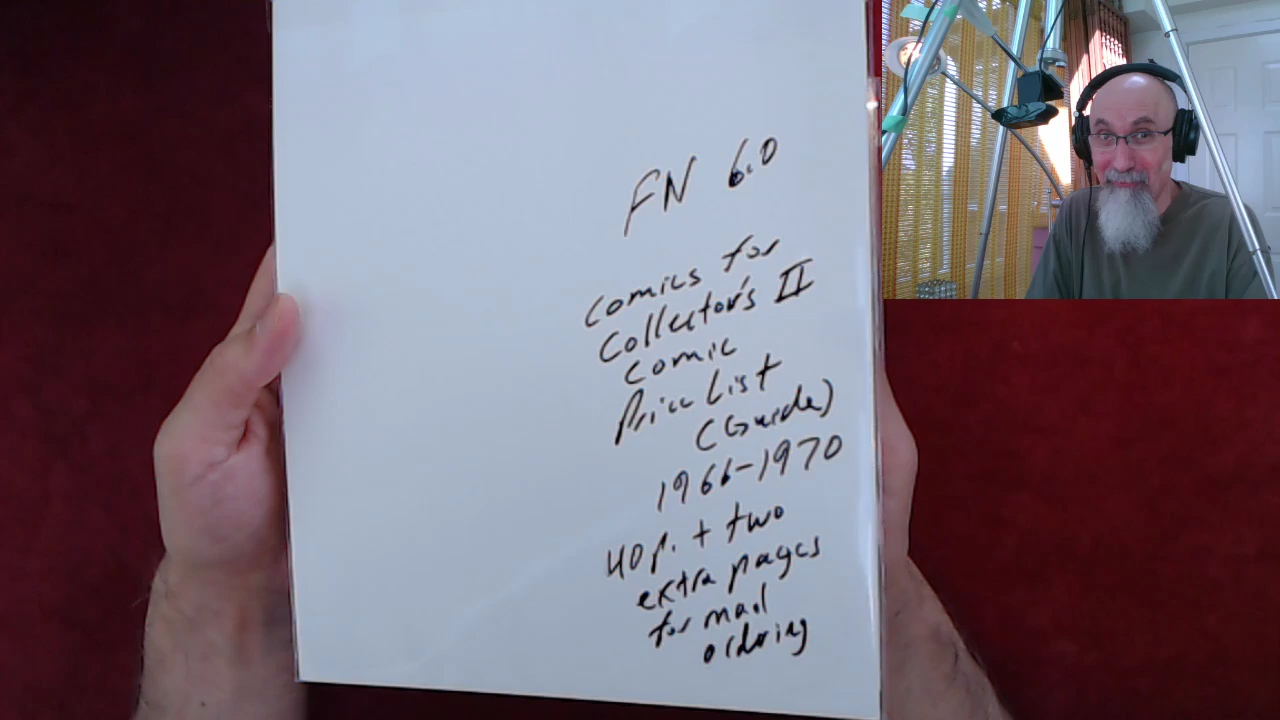 FN 6.0
Comics for
Collector's II
Comic
Price List
(Guide)
1966-1970
40p. + two
extra pages
for mail
ordering